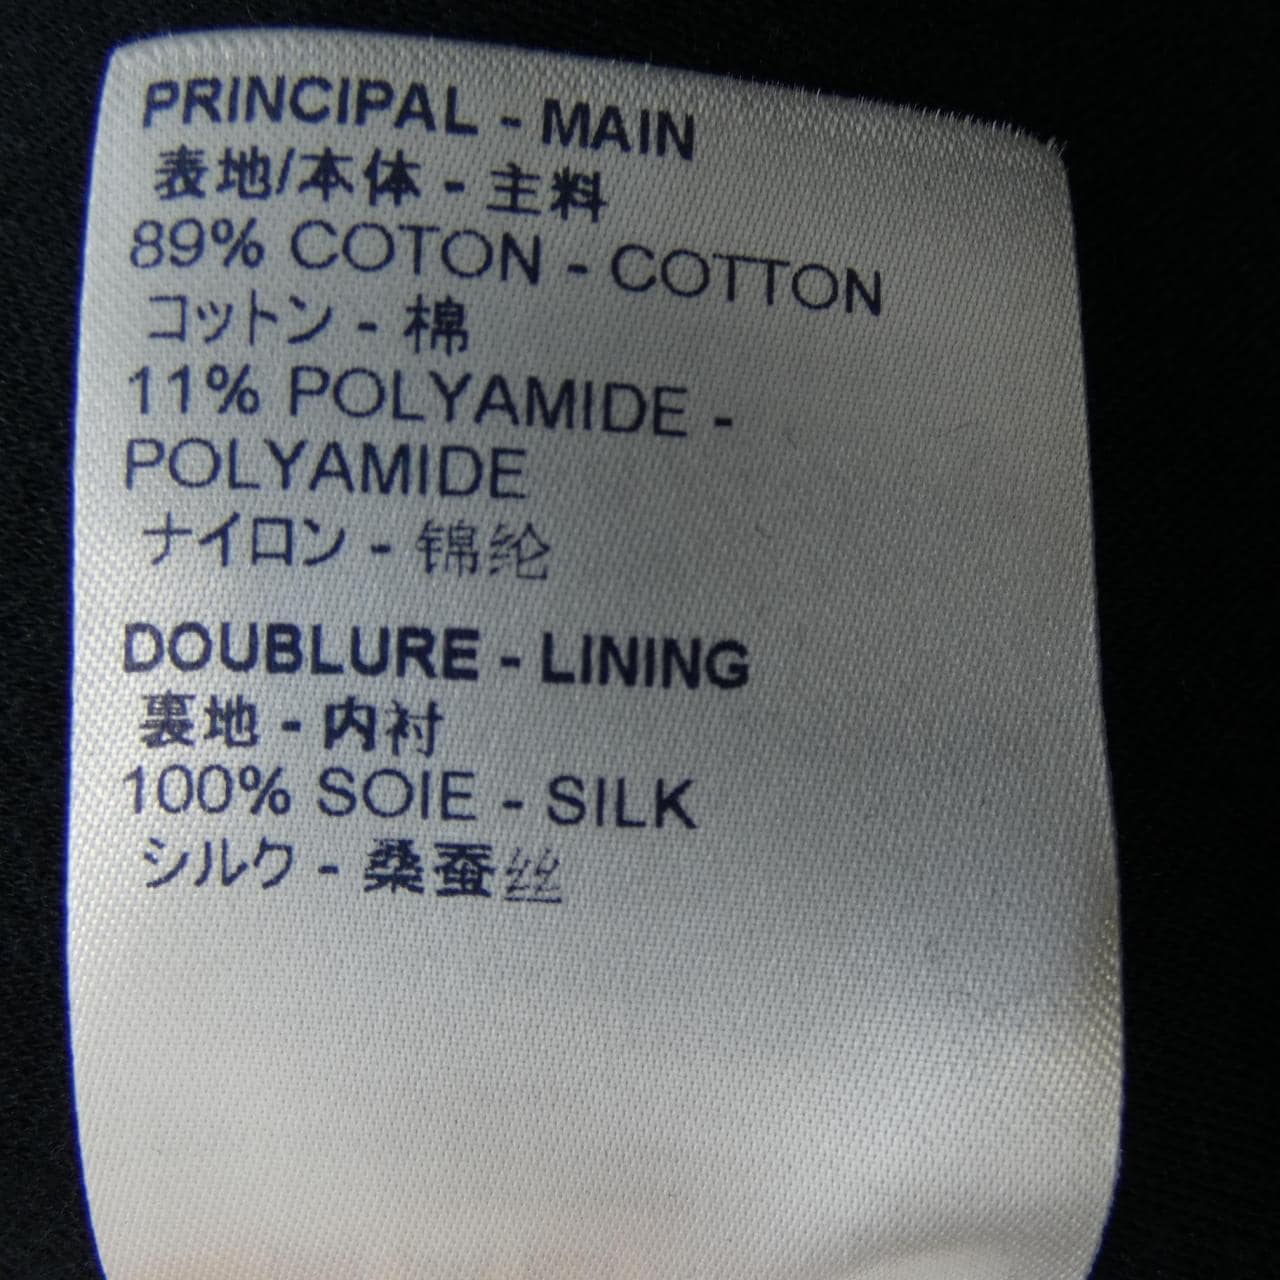 PRINCIPAL - MAIN
表地/本体 - 主料
89% COTON - COTTON
コットン - 棉
11% POLYAMIDE -
POLYAMIDE
ナイロン - 锦纶
DOUBLURE - LINING
裏地 - 内衬
100% SOIE - SILK
シルク - 桑蚕丝